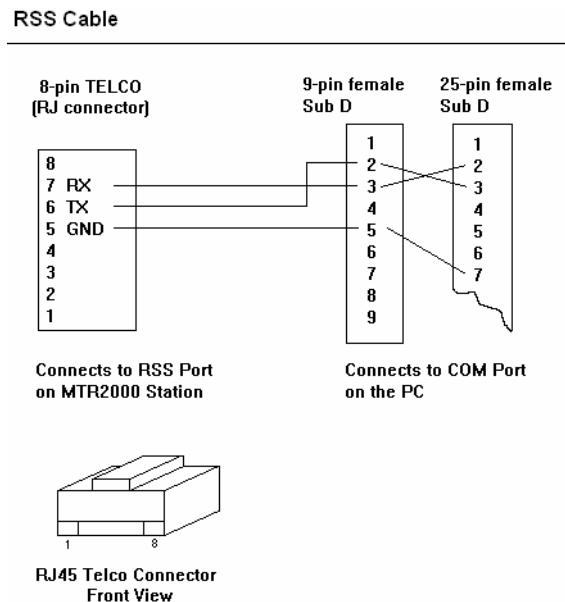 RSS Cable
8-pin TELCO
(RJ connector)
9-pin female
Sub D
25-pin female
Sub D
8
7 RX
6 TX
5 GND
4
3
2
1
1
2
3
4
5
6
7
8
9
1
2
3
4
5
6
7
Connects to RSS Port
on MTR2000 Station
Connects to COM Port
on the PC
1 8
RJ45 Telco Connector
Front View